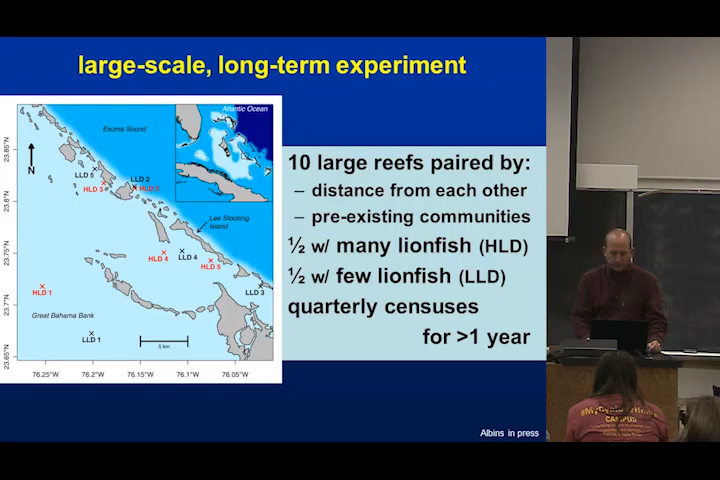 large-scale, long-term experiment
Atlantic Ocean
Exuma Sound
N
LLD 5
LLD 2
HLD 3
HLD 2
Lee Stocking
Island
HLD 4
LLD 4
HLD 5
HLD 1
LLD 3
Great Bahama Bank
LLD 1
5 km
23.85°N
23.8°N
23.75°N
23.7°N
23.65°N
76.25°W
76.2°W
76.15°W
76.1°W
76.05°W
10 large reefs paired by:
– distance from each other
– pre-existing communities
½ w/ many lionfish (HLD)
½ w/ few lionfish (LLD)
quarterly censuses
for >1 year
Albins in press
CAMPUS